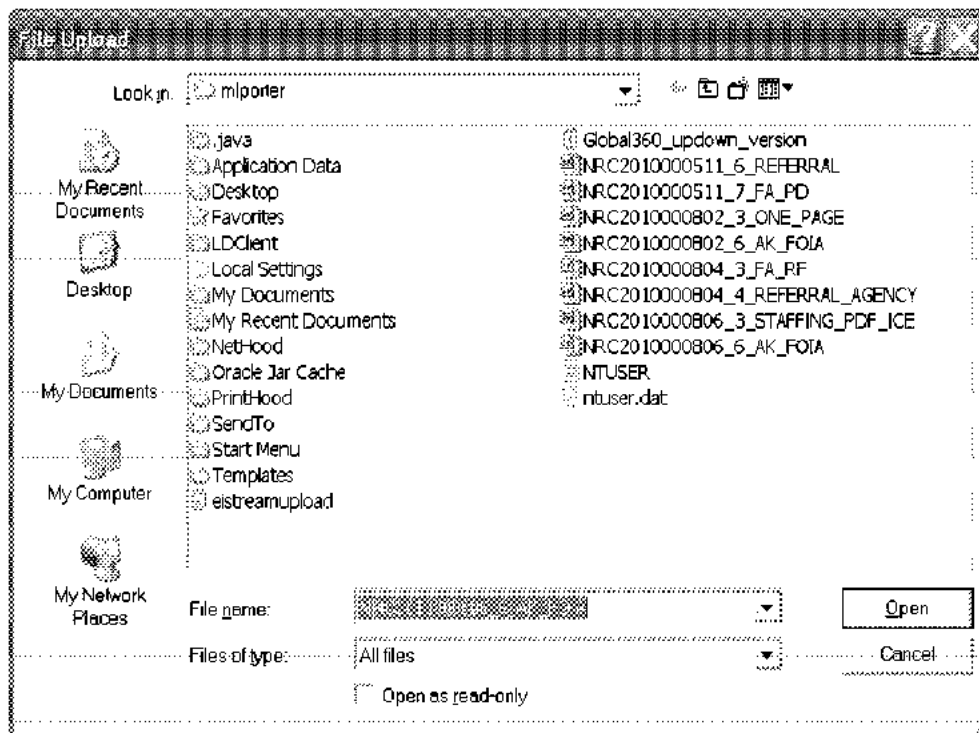 File Upload
Look in: mlporter
My Recent
Documents
Desktop
My Documents
My Computer
My Network
Places
.java
Application Data
Desktop
Favorites
LDClient
Local Settings
My Documents
My Recent Documents
NetHood
Oracle Jar Cache
PrintHood
SendTo
Start Menu
Templates
eistreamupload
Global360_updown_version
NRC2010000511_6_REFERRAL
NRC2010000511_7_FA_PD
NRC2010000802_3_ONE_PAGE
NRC2010000802_6_AK_FOIA
NRC2010000804_3_FA_RF
NRC2010000804_4_REFERRAL_AGENCY
NRC2010000806_3_STAFFING_PDF_ICE
NRC2010000806_6_AK_FOIA
NTUSER
ntuser.dat
File name:
Open
Files of type: All files
Cancel
Open as read-only